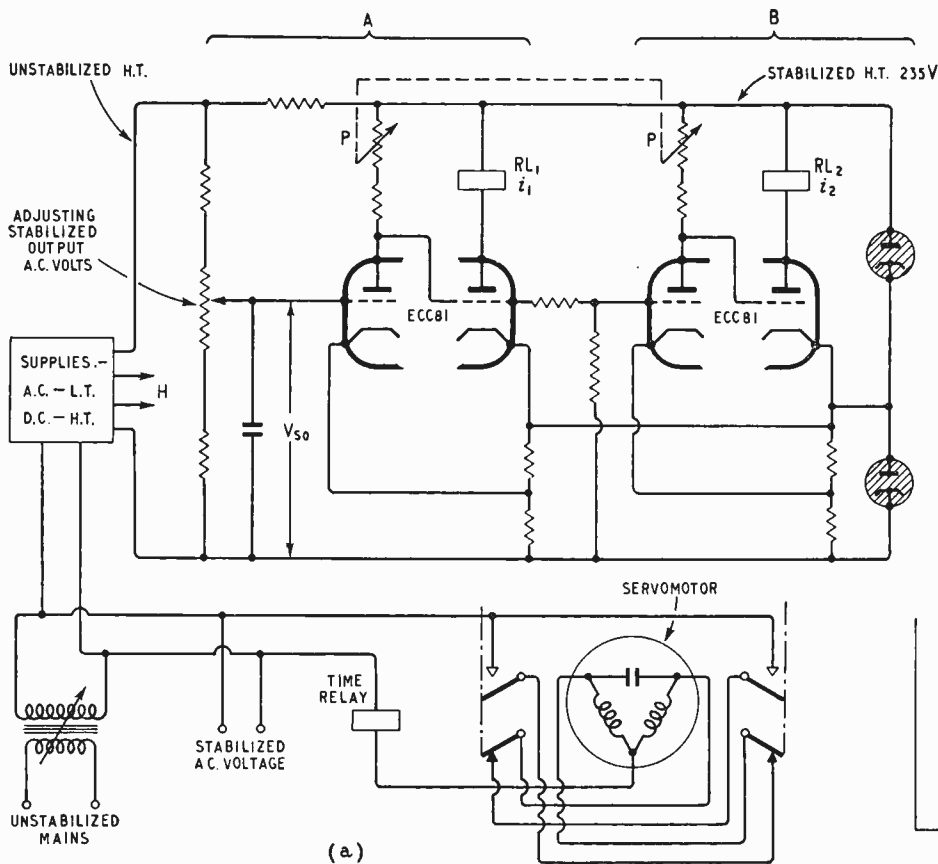 A
B
UNSTABILIZED H.T.
STABILIZED H.T. 235V
P
RL1
i1
P
RL2
i2
ADJUSTING
STABILIZED
OUTPUT
A.C. VOLTS
ECC81
ECC81
SUPPLIES.-
A.C. — L.T.
D.C. — H.T.
H
Vso
SERVOMOTOR
TIME
RELAY
STABILIZED
A.C. VOLTAGE
UNSTABILIZED
MAINS
(a)